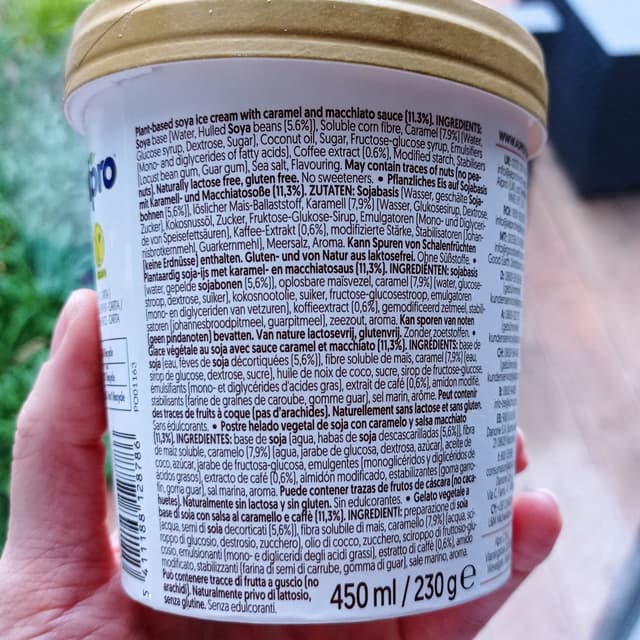 Plant-based soya ice cream with caramel and macchiato sauce (11.3%). INGREDIENTS:
Soya base (Water, Hulled Soya beans (5.6%)), Soluble corn fibre, Caramel (7.9%) (Water,
Glucose syrup, Dextrose, Sugar), Coconut oil, Sugar, Fructose-glucose syrup, Emulsifiers
(Mono- and diglycerides of fatty acids), Coffee extract (0,6%), Modified starch, Stabilisers
(Locust bean gum, Guar gum), Sea salt, Flavouring. May contain traces of nuts (no pea-
nuts). Naturally lactose free, gluten free. No sweeteners. • Pflanzliches Eis auf Sojabasis
mit Karamell- und Macchiatosoße (11,3%). ZUTATEN: Sojabasis (Wasser, geschälte Soja-
bohnen (5,6%)), löslicher Mais-Ballaststoff, Karamell (7,9%) (Wasser, Glukosesirup, Dextrose,
Zucker), Kokosnussöl, Zucker, Fruktose-Glukose-Sirup, Emulgatoren (Mono- und Diglyceri-
de von Speisefettsäuren), Kaffee-Extrakt (0,6%), modifizierte Stärke, Stabilisatoren (Johan-
nisbrotkernmehl, Guarkernmehl), Meersalz, Aroma. Kann Spuren von Schalenfrüchten
(keine Erdnüsse) enthalten. Gluten- und von Natur aus laktosefrei. Ohne Süßstoffe. •
Plantaardig soja-ijs met karamel- en macchiatosaus (11,3%). INGREDIËNTEN: sojabasis
(water, gepelde sojabonen (5,6%)), oplosbare maïsvezel, caramel (7,9%) (water, glucose-
stroop, dextrose, suiker), kokosnootolie, suiker, fructose-glucosestroop, emulgatoren
(mono- en diglyceriden van vetzuren), koffieextract (0,6%), gemodificeerd zetmeel, stabili-
satoren (johannesbroodpitmeel, guarpitmeel), zeezout, aroma. Kan sporen van noten
(geen pindanoten) bevatten. Van nature lactosevrij, glutenvrij. Zonder zoetstoffen. •
Glace végétale au soja avec sauce caramel et macchiato (11,3%). INGRÉDIENTS: base de
soja (eau, fèves de soja décortiquées (5,6%)), fibre soluble de maïs, caramel (7,9%) (eau,
sirop de glucose, dextrose, sucre), huile de noix de coco, sucre, sirop de fructose-glucose,
émulsifiants (mono- et diglycérides d'acides gras), extrait de café (0,6%), amidon modifié,
stabilisants (farine de graines de caroube, gomme guar), sel marin, arôme. Peut contenir
des traces de fruits à coque (pas d'arachides). Naturellement sans lactose et sans gluten.
Sans édulcorants. • Postre helado vegetal de soja con caramelo y salsa macchiato
(11,3%). INGREDIENTES: base de soja (agua, habas de soja descascarilladas (5,6%)), fibra
de maíz soluble, caramelo (7,9%) (agua, jarabe de glucosa, dextrosa, azúcar), aceite de
coco, azúcar, jarabe de fructosa-glucosa, emulgentes (monoglicéridos y diglicéridos de
ácidos grasos), extracto de café (0,6%), almidón modificado, estabilizantes (goma garro-
fín, goma guar), sal marina, aroma. Puede contener trazas de frutos de cáscara (no caca-
huetes). Naturalmente sin lactosa y sin gluten. Sin edulcorantes. • Gelato vegetale a
base di soia con salsa al caramello e caffè (11,3%). INGREDIENTI: preparazione di soia
(acqua, semi di soia decorticati (5,6%)), fibra solubile di mais, caramello (7,9%) (acqua, sci-
roppo di glucosio, destrosio, zucchero), olio di cocco, zucchero, sciroppo di fruttosio-glu-
cosio, emulsionanti (mono- e digliceridi degli acidi grassi), estratto di caffè (0,6%), amido
modificato, stabilizzanti (farina di semi di carrube, gomma di guar), sale marino, aroma.
Può contenere tracce di frutta a guscio (no
arachidi). Naturalmente privo di lattosio,
senza glutine. Senza edulcoranti.
450 ml / 230 g e
pro
PO01163
5 411188 128786